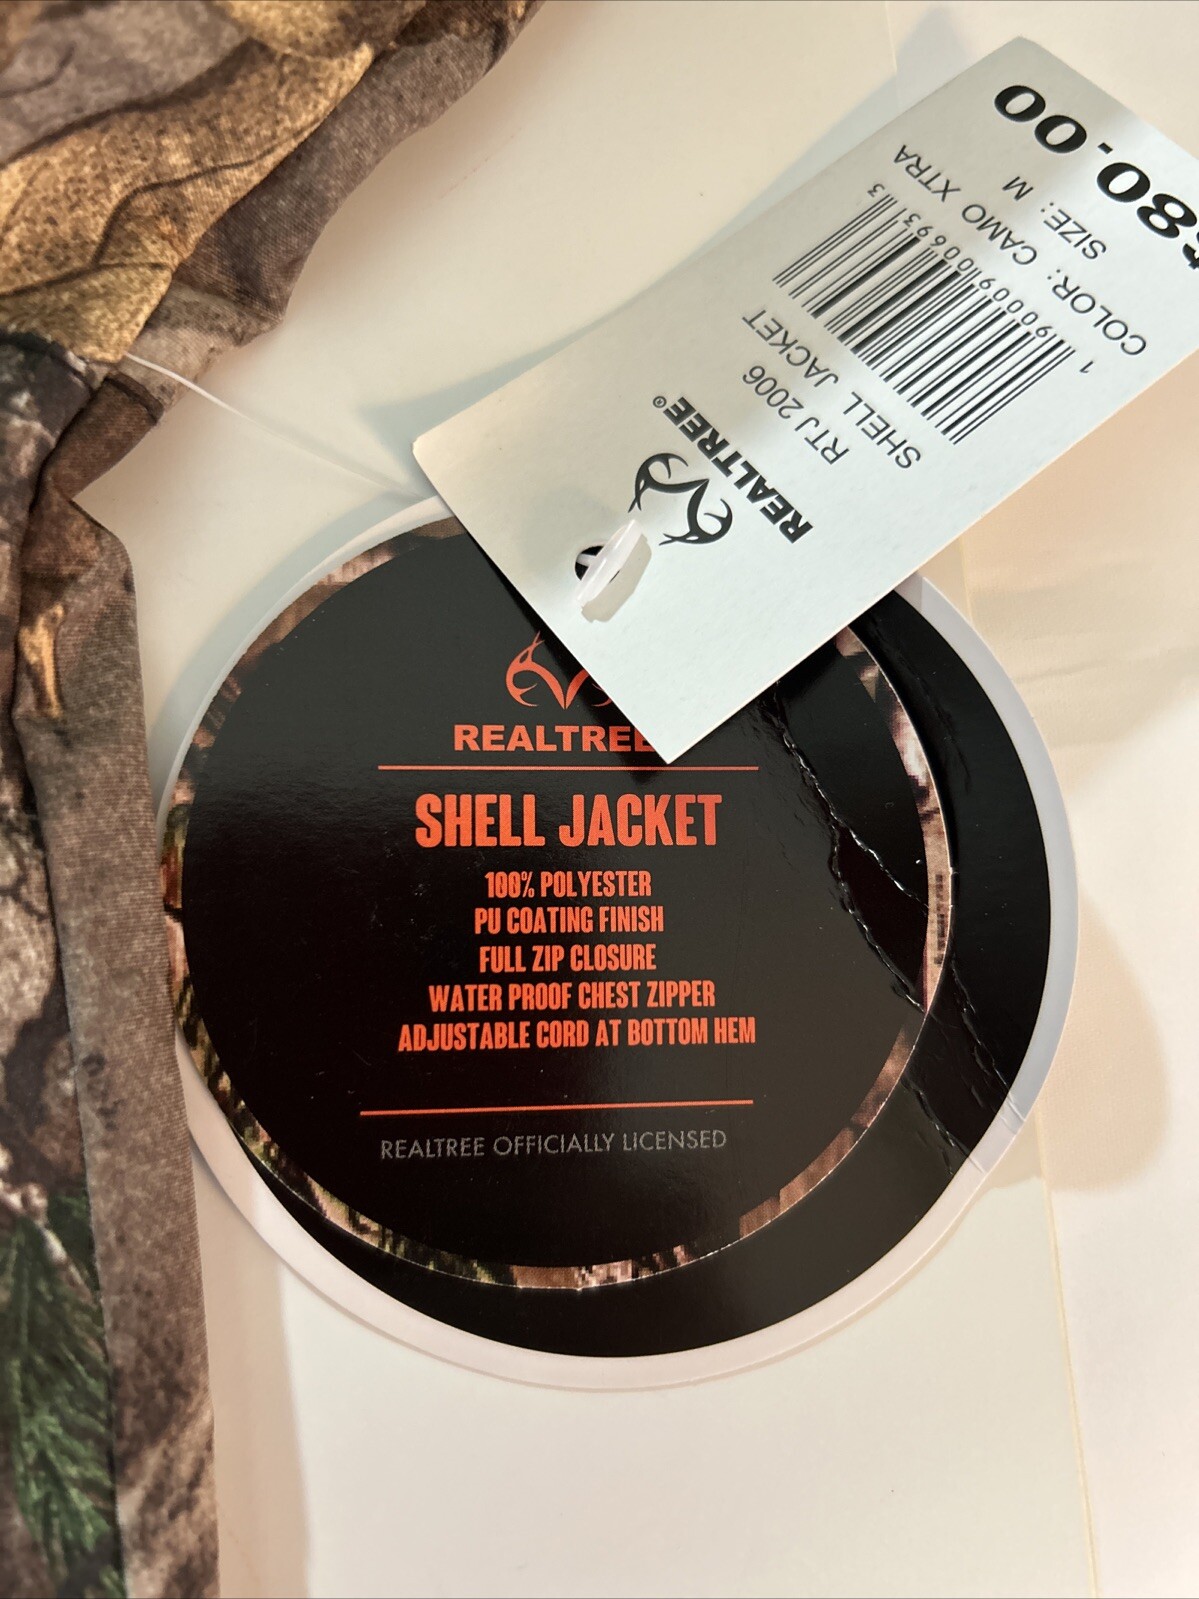 REALTREE®
RTJ 2006
SHELL JACKET
1 90009 00693 3
COLOR: CAMO XTRA
SIZE: M
$80.00
REALTREE
SHELL JACKET
100% POLYESTER
PU COATING FINISH
FULL ZIP CLOSURE
WATER PROOF CHEST ZIPPER
ADJUSTABLE CORD AT BOTTOM HEM
REALTREE OFFICIALLY LICENSED